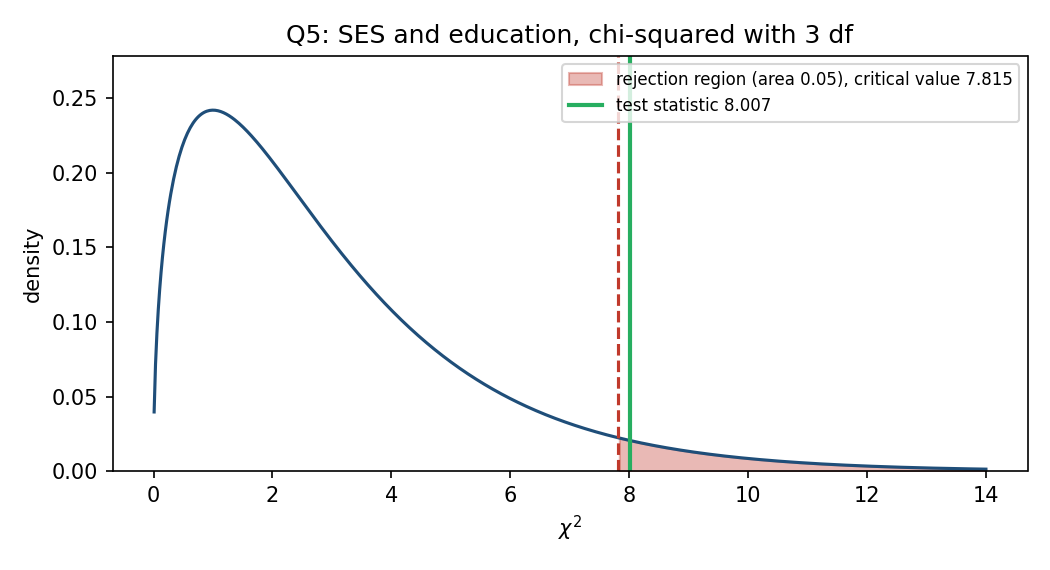 Q5: SES and education, chi-squared with 3 df
rejection region (area 0.05), critical value 7.815
test statistic 8.007
density
0.25
0.20
0.15
0.10
0.05
0.00
0 2 4 6 8 10 12 14
χ²